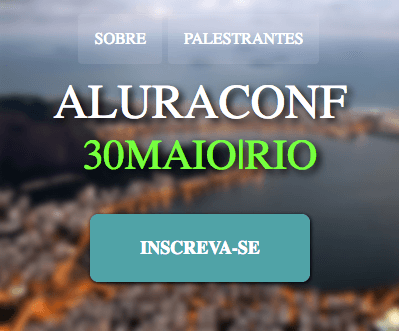 SOBRE PALESTRANTES
ALURACONF
30MAIO|RIO
INSCREVA-SE